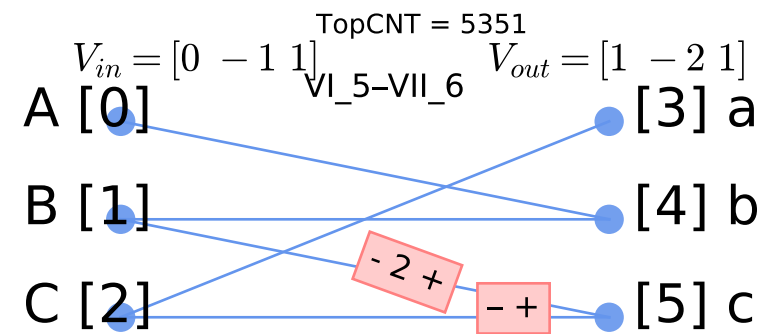 TopCNT = 5351
V_in = [0 −1 1] V_out = [1 −2 1]
VI_5–VII_6
A [0] [3] a
B [1] [4] b
- 2 +
C [2] – + [5] c